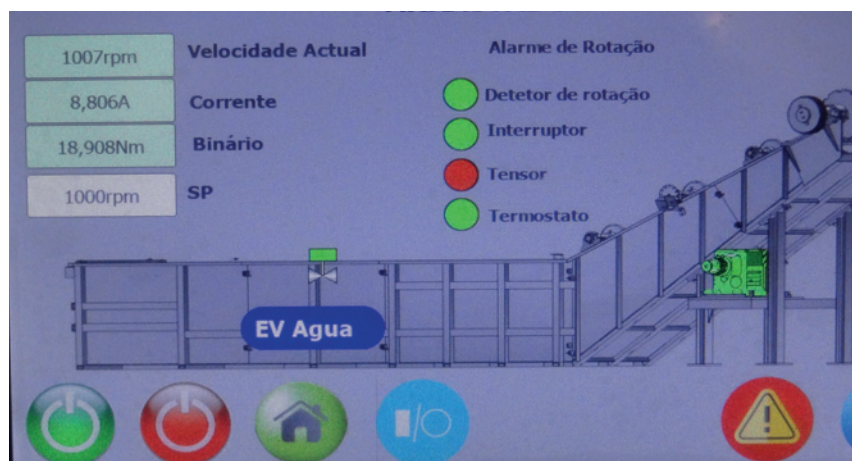 1007rpm Velocidade Actual
8,806A Corrente
18,908Nm Binário
1000rpm SP
Alarme de Rotação
Detetor de rotação
Interruptor
Tensor
Termostato
EV Agua